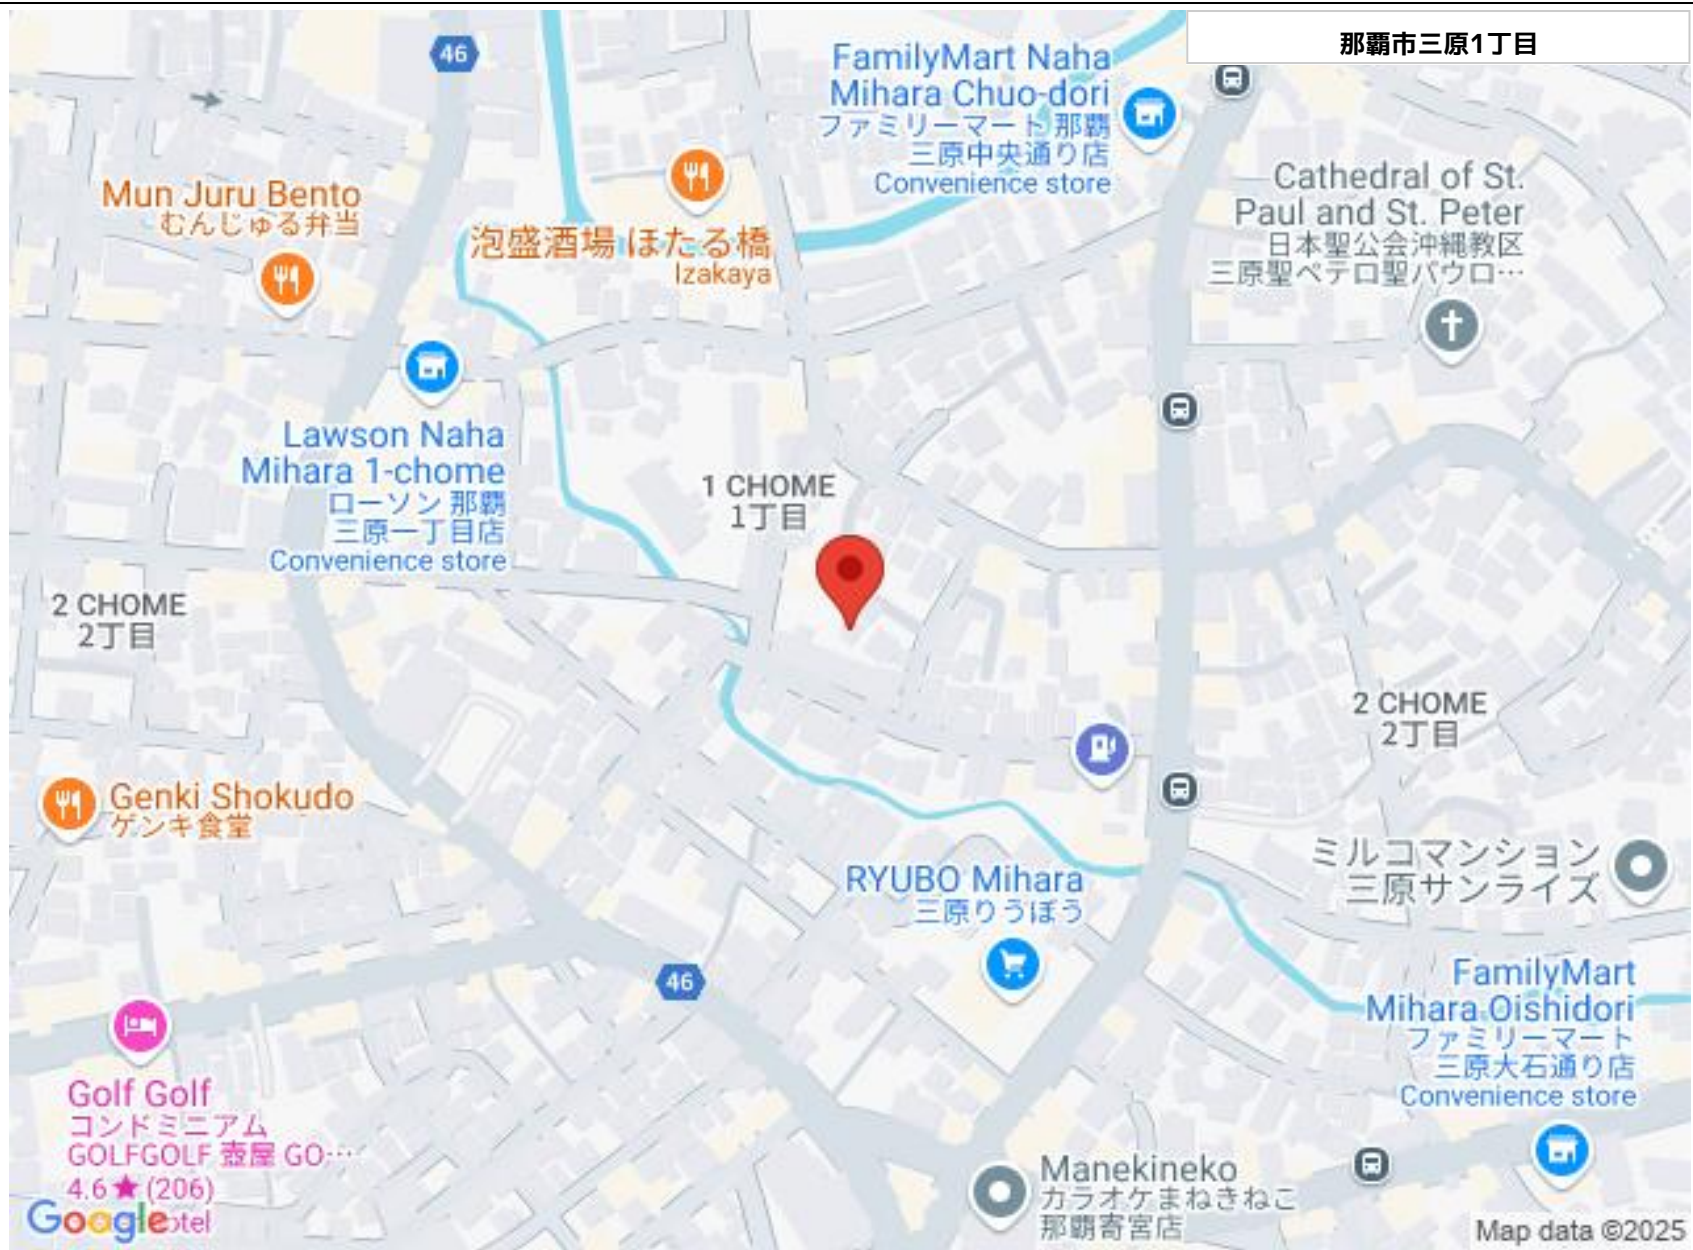 那覇市三原1丁目
46
FamilyMart Naha
Mihara Chuo-dori
ファミリーマート 那覇
三原中央通り店
Convenience store
Mun Juru Bento
むんじゅる弁当
泡盛酒場 ほたる橋
Izakaya
Cathedral of St.
Paul and St. Peter
日本聖公会沖縄教区
三原聖ペテロ聖パウロ…
Lawson Naha
Mihara 1-chome
ローソン 那覇
三原一丁目店
Convenience store
1 CHOME
1丁目
2 CHOME
2丁目
2 CHOME
2丁目
Genki Shokudo
ゲンキ食堂
RYUBO Mihara
三原りうぼう
ミルコマンション
三原サンライズ
46
FamilyMart
Mihara Oishidori
ファミリーマート
三原大石通り店
Convenience store
Golf Golf
コンドミニアム
GOLFGOLF 壺屋 GO…
4.6★(206)
Google
otel
Manekineko
カラオケまねきねこ
那覇寄宮店
Map data ©2025